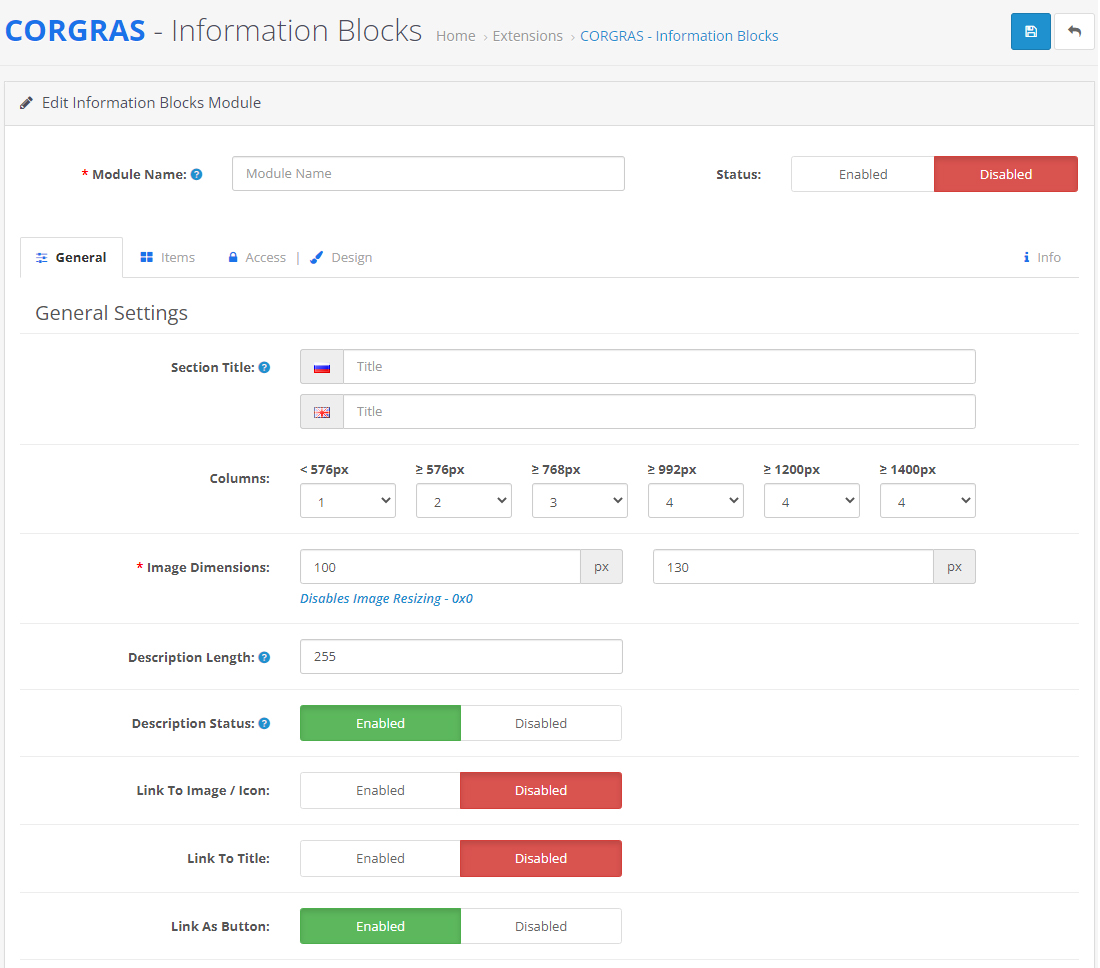 CORGRAS - Information Blocks Home › Extensions › CORGRAS - Information Blocks
Edit Information Blocks Module
* Module Name: ? Module Name Status: Enabled Disabled
General Items Access | Design i Info
General Settings
Section Title: ? Title
Title
< 576px ≥ 576px ≥ 768px ≥ 992px ≥ 1200px ≥ 1400px
Columns: 1 2 3 4 4 4
* Image Dimensions: 100 px 130 px
Disables Image Resizing - 0x0
Description Length: ? 255
Description Status: ? Enabled Disabled
Link To Image / Icon: Enabled Disabled
Link To Title: Enabled Disabled
Link As Button: Enabled Disabled